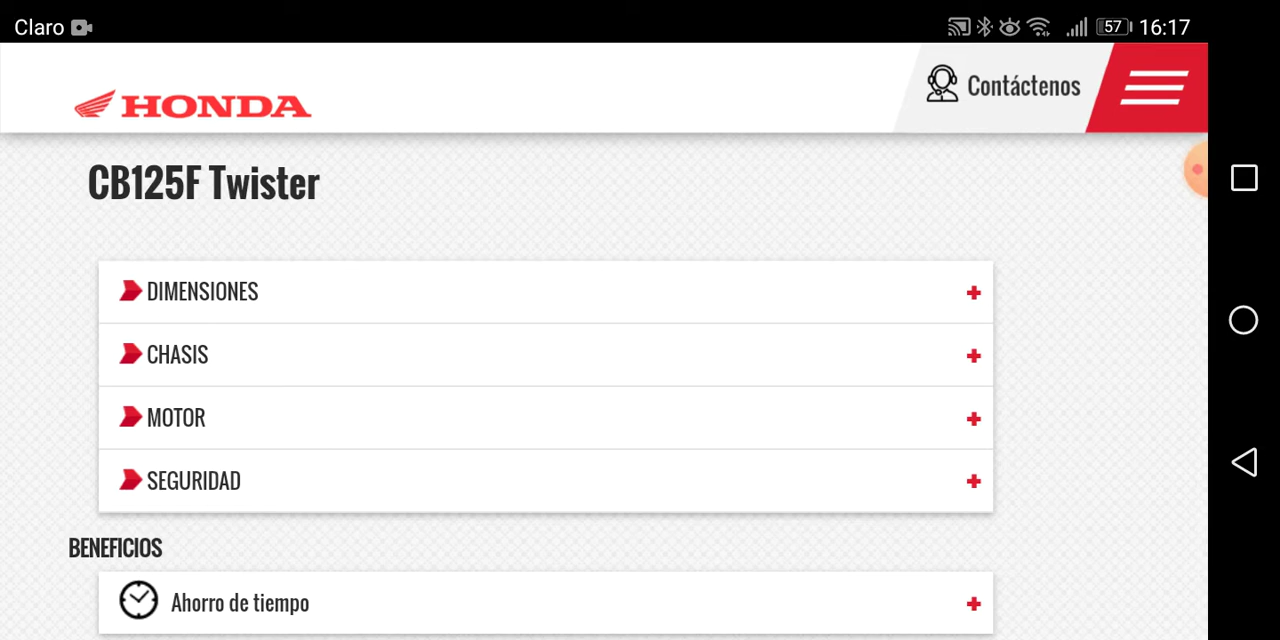 Claro
57 16:17
HONDA
Contáctenos
CB125F Twister
DIMENSIONES
CHASIS
MOTOR
SEGURIDAD
BENEFICIOS
Ahorro de tiempo